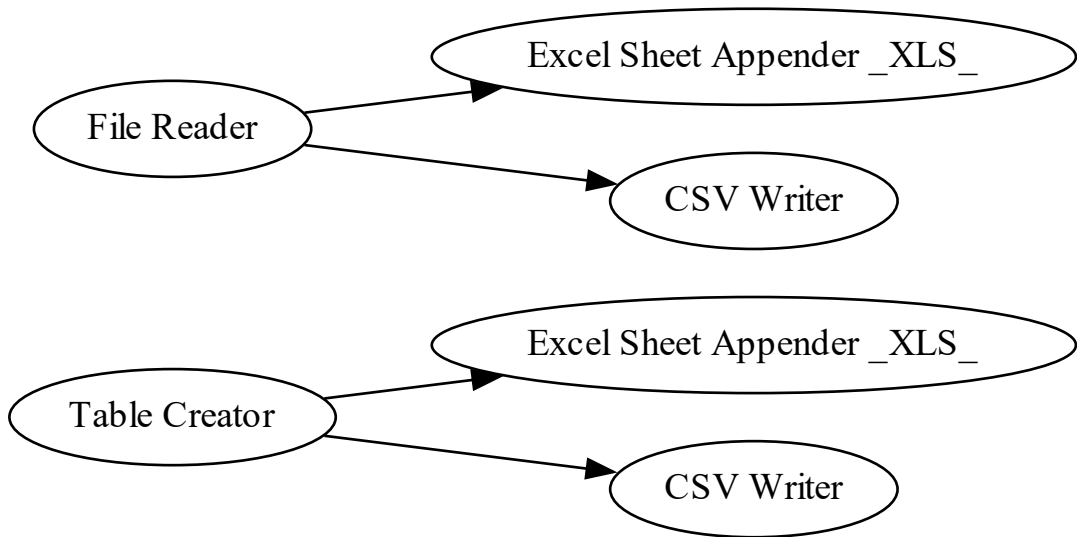 Excel Sheet Appender _XLS_
File Reader
CSV Writer
Excel Sheet Appender _XLS_
Table Creator
CSV Writer